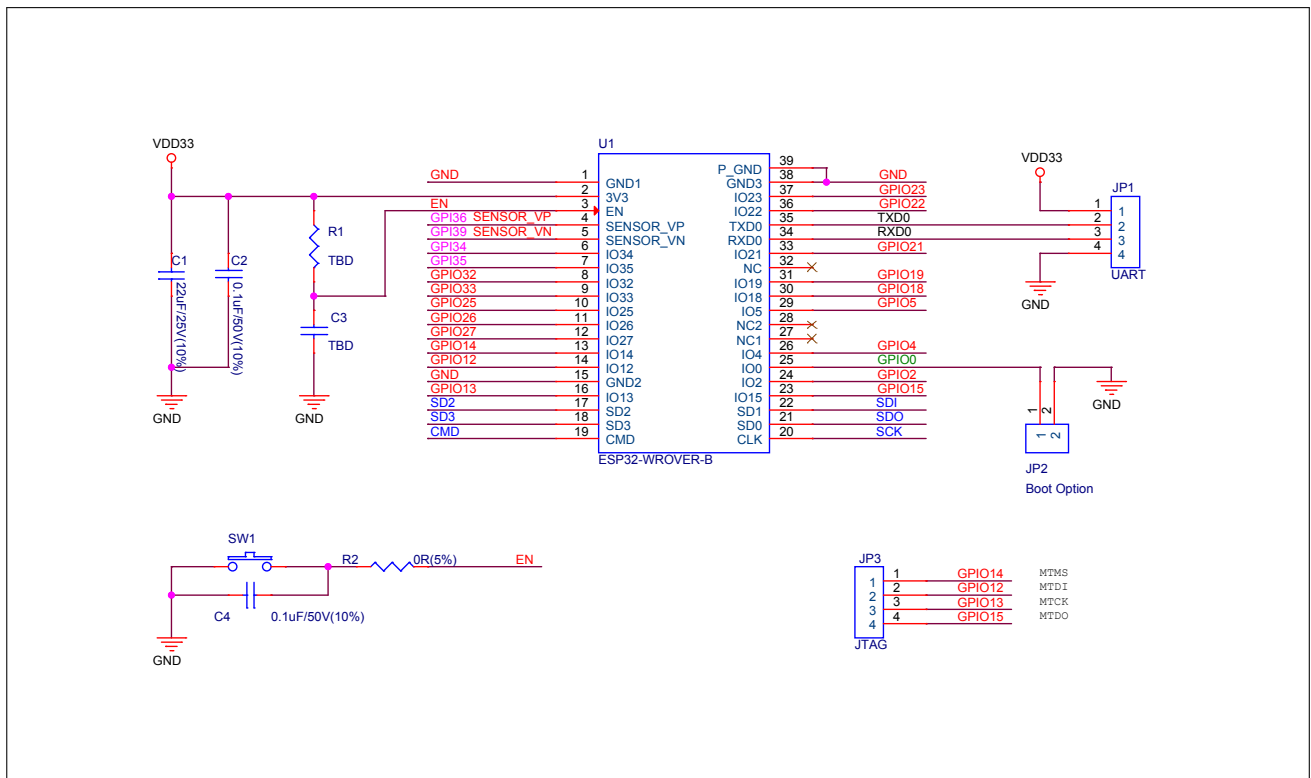 VDD33
GND
EN
GPI36 SENSOR_VP
GPI39 SENSOR_VN
GPI34
GPI35
GPIO32
GPIO33
GPIO25
GPIO26
GPIO27
GPIO14
GPIO12
GND
GPIO13
SD2
SD3
CMD
R1
TBD
C1
22uF/25V(10%)
C2
0.1uF/50V(10%)
C3
TBD
GND
GND
U1
1 GND1
2 3V3
3 EN
4 SENSOR_VP
5 SENSOR_VN
6 IO34
7 IO35
8 IO32
9 IO33
10 IO25
11 IO26
12 IO27
13 IO14
14 IO12
15 GND2
16 IO13
17 SD2
18 SD3
19 CMD
P_GND 39
GND3 38 GND
IO23 37 GPIO23
IO22 36 GPIO22
TXD0 35 TXD0
RXD0 34 RXD0
IO21 33 GPIO21
NC 32
IO19 31 GPIO19
IO18 30 GPIO18
IO5 29 GPIO5
NC2 28
NC1 27
IO4 26 GPIO4
IO0 25 GPIO0
IO2 24 GPIO2
IO15 23 GPIO15
SD1 22 SDI
SD0 21 SDO
CLK 20 SCK
ESP32-WROVER-B
VDD33
JP1
1 1
2 2
3 3
4 4
UART
GND
GND
1 2
1 2
JP2
Boot Option
SW1
R2 0R(5%) EN
C4 0.1uF/50V(10%)
GND
JP3
1 1 GPIO14 MTMS
2 2 GPIO12 MTDI
3 3 GPIO13 MTCK
4 4 GPIO15 MTDO
JTAG